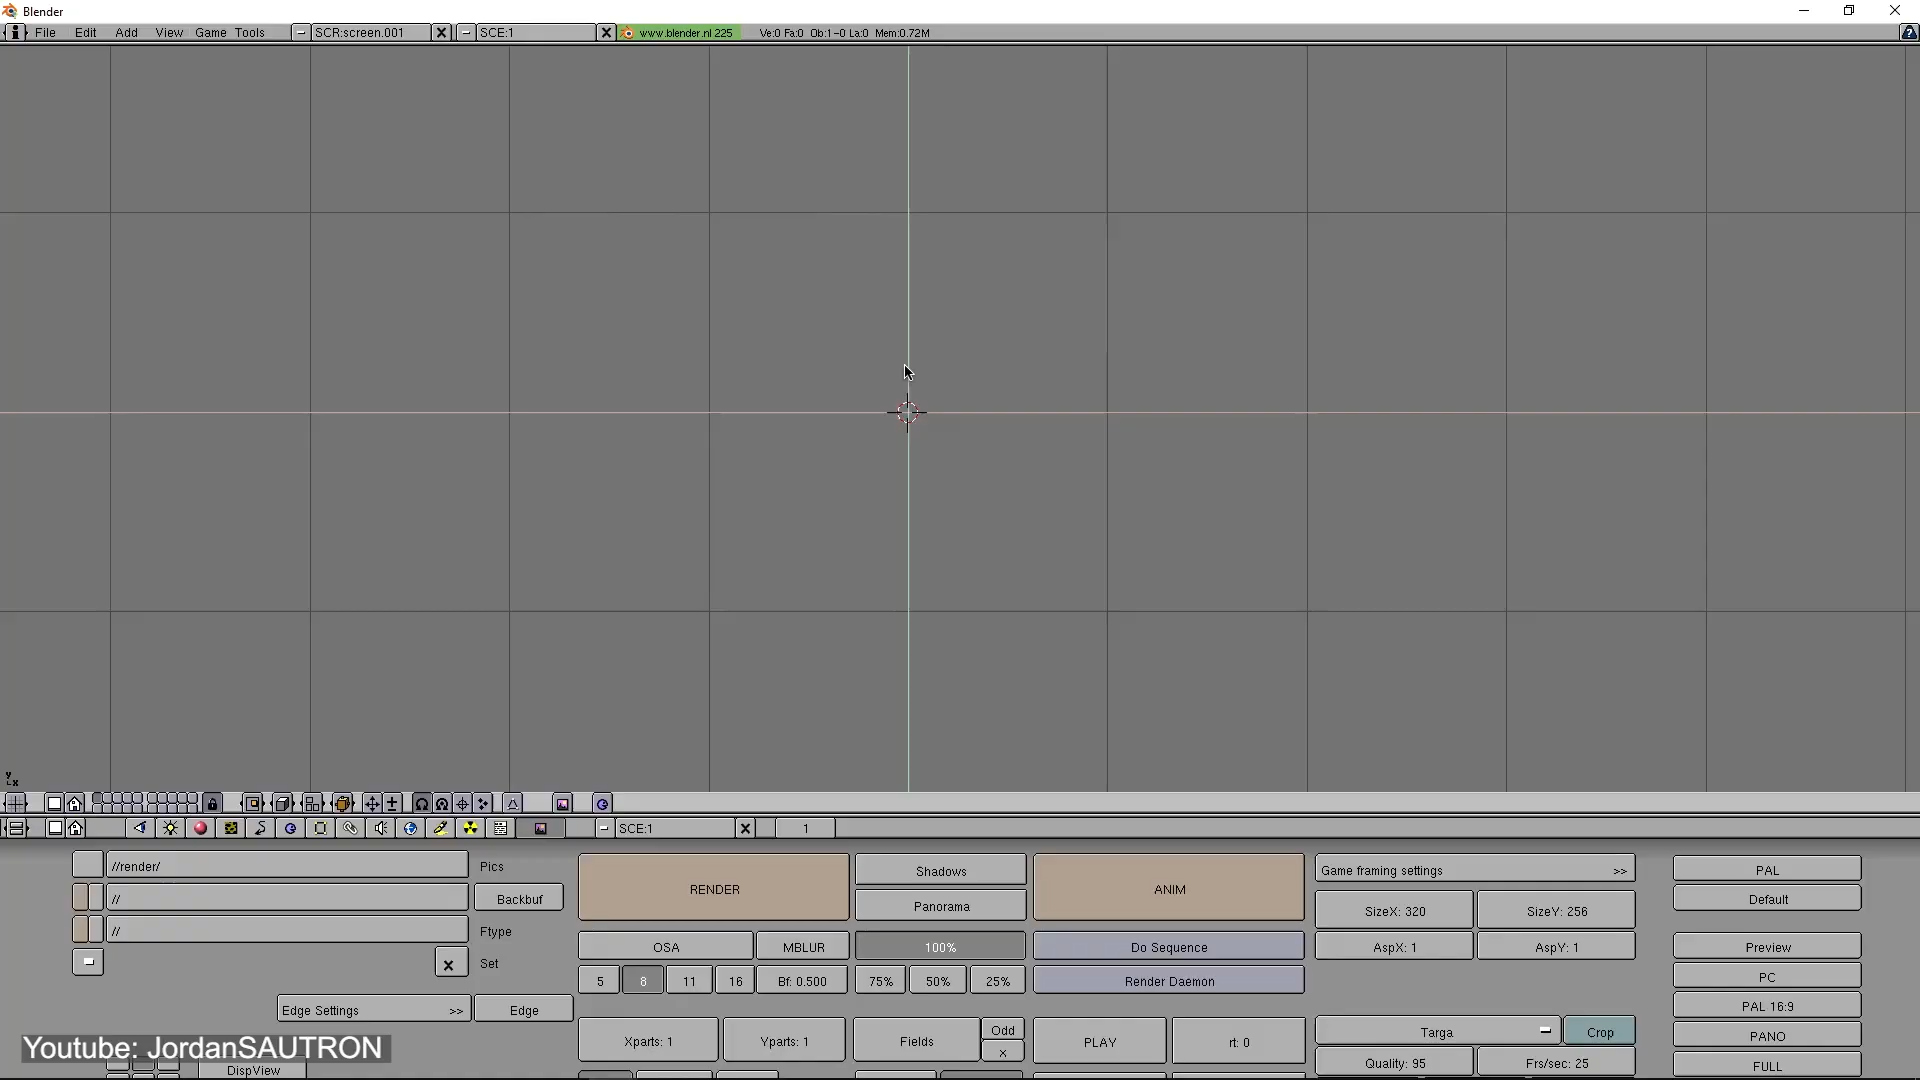 Blender
File Edit Add View Game Tools SCR:screen.001 SCE:1 www.blender.nl 225 Ve:0 Fa:0 Ob:1-0 La:0 Mem:0.72M
y
x
SCE:1 1
//render/ Pics RENDER Shadows ANIM Game framing settings >> PAL
// Backbuf Panorama SizeX: 320 SizeY: 256 Default
// Ftype OSA MBLUR 100% Do Sequence AspX: 1 AspY: 1 Preview
Set 5 8 11 16 Bf: 0.500 75% 50% 25% Render Daemon PC
Edge Settings >> Edge PAL 16:9
Xparts: 1 Yparts: 1 Fields Odd x PLAY rt: 0 Targa Crop PANO
Youtube: JordanSAUTRON
DispView Quality: 95 Frs/sec: 25 FULL